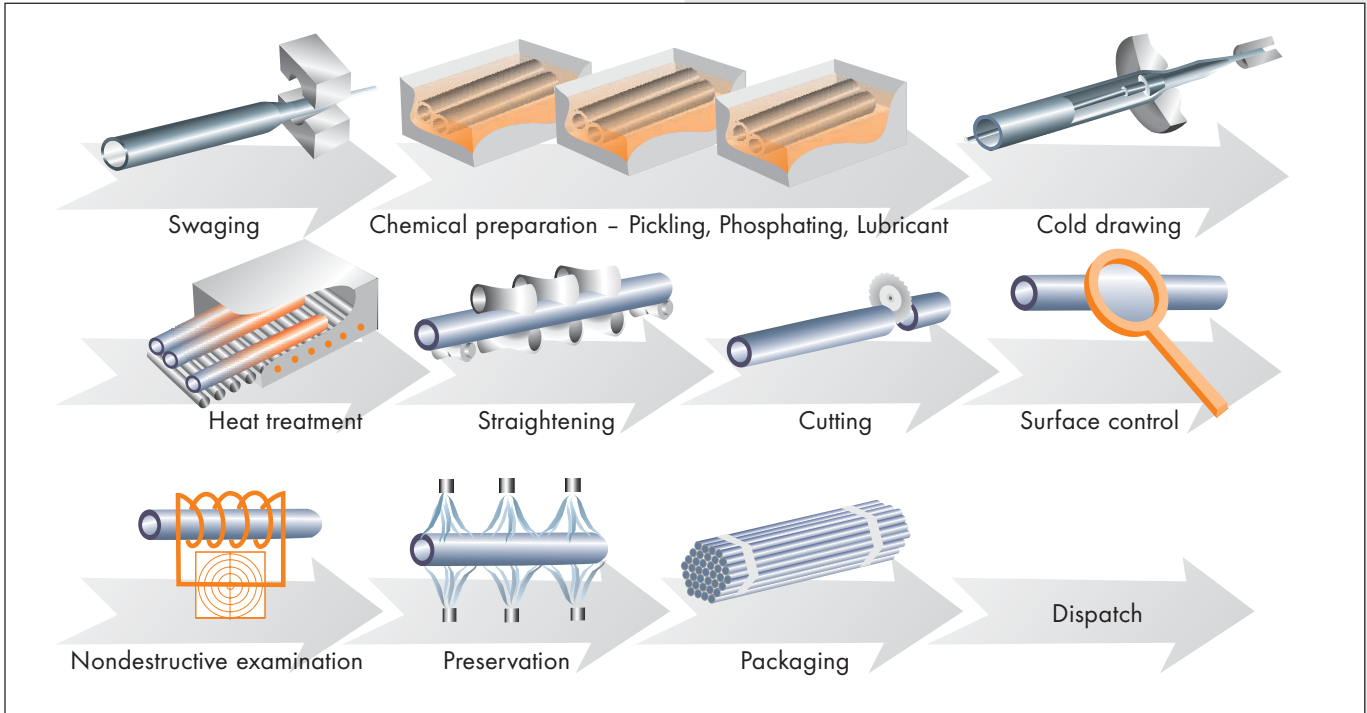 Swaging
Chemical preparation – Pickling, Phosphating, Lubricant
Cold drawing
Heat treatment
Straightening
Cutting
Surface control
Nondestructive examination
Preservation
Packaging
Dispatch